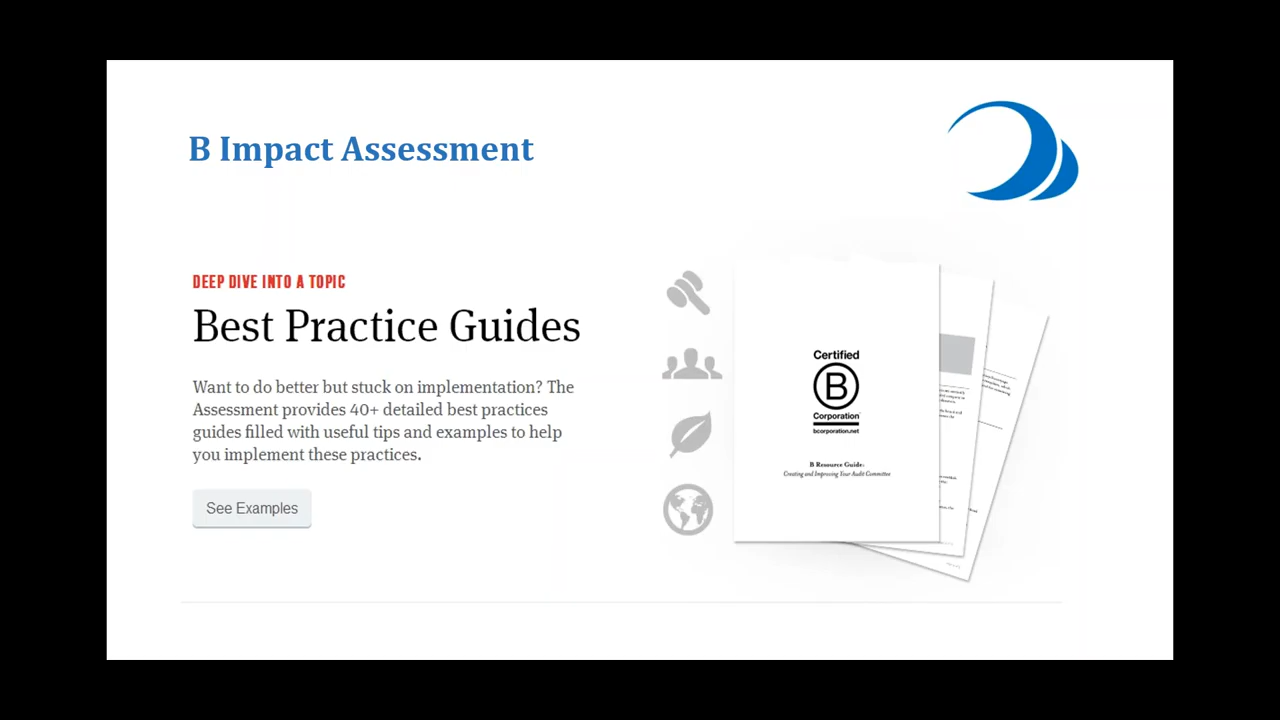 B Impact Assessment
DEEP DIVE INTO A TOPIC
Best Practice Guides
Want to do better but stuck on implementation? The
Assessment provides 40+ detailed best practices
guides filled with useful tips and examples to help
you implement these practices.
See Examples
Certified
B
Corporation
bcorporation.net
B Resource Guide:
Creating and Improving Your Audit Committee